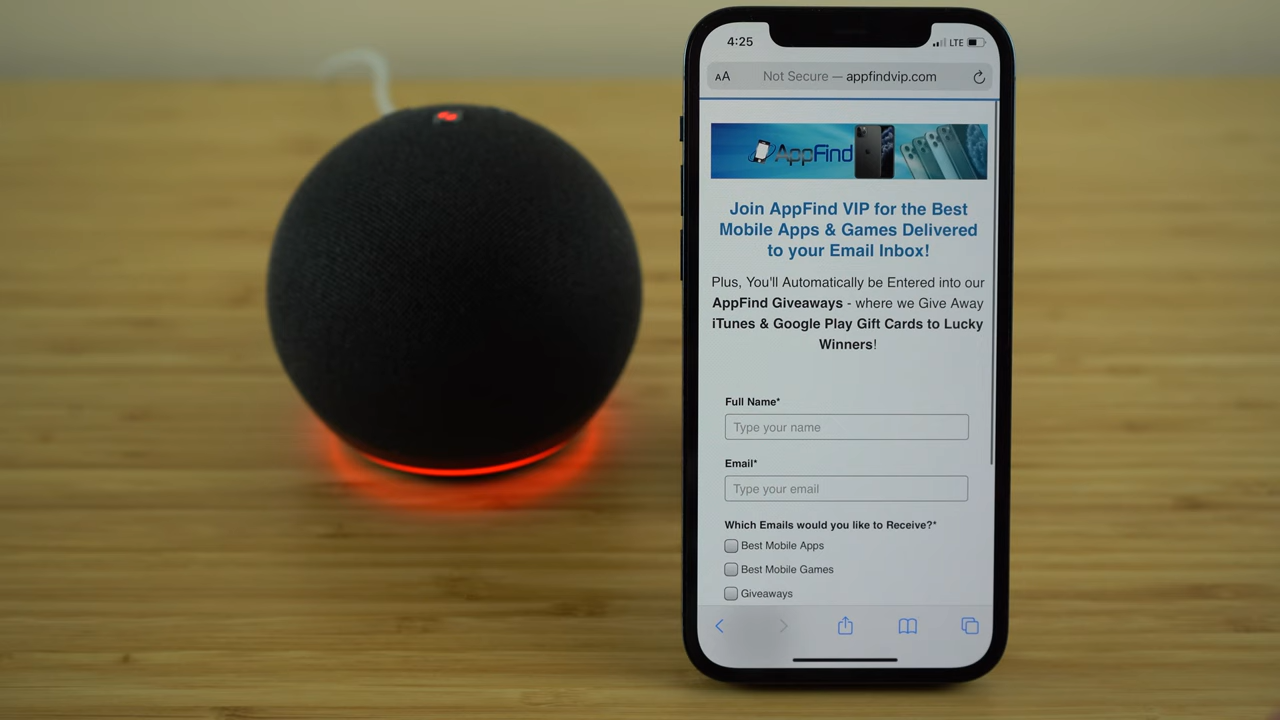 4:25
LTE
AA
Not Secure — appfindvip.com
AppFind
Join AppFind VIP for the Best
Mobile Apps & Games Delivered
to your Email Inbox!
Plus, You'll Automatically be Entered into our
AppFind Giveaways - where we Give Away
iTunes & Google Play Gift Cards to Lucky
Winners!
Full Name*
Type your name
Email*
Type your email
Which Emails would you like to Receive?*
Best Mobile Apps
Best Mobile Games
Giveaways